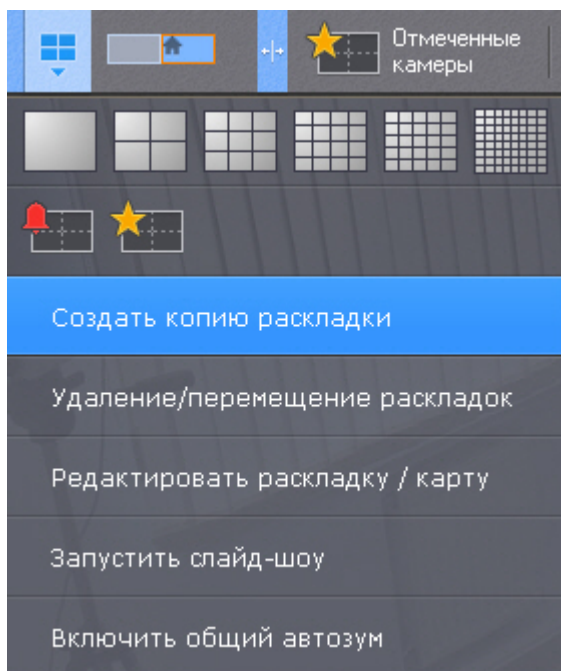 Отмеченные
камеры
Создать копию раскладки
Удаление/перемещение раскладок
Редактировать раскладку / карту
Запустить слайд-шоу
Включить общий автозум